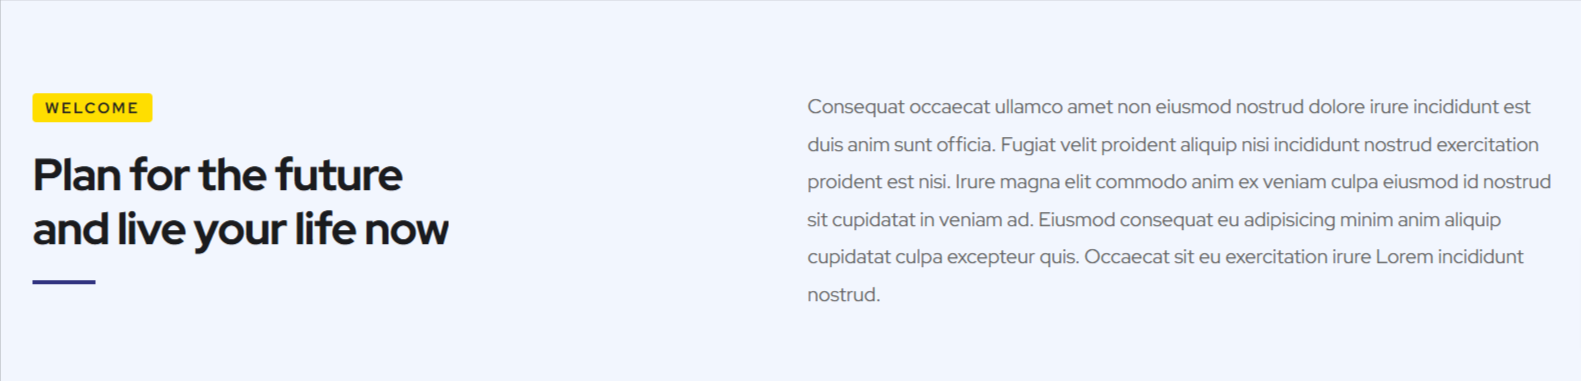 WELCOME
Plan for the future
and live your life now
Consequat occaecat ullamco amet non eiusmod nostrud dolore irure incididunt est
duis anim sunt officia. Fugiat velit proident aliquip nisi incididunt nostrud exercitation
proident est nisi. Irure magna elit commodo anim ex veniam culpa eiusmod id nostrud
sit cupidatat in veniam ad. Eiusmod consequat eu adipisicing minim anim aliquip
cupidatat culpa excepteur quis. Occaecat sit eu exercitation irure Lorem incididunt
nostrud.